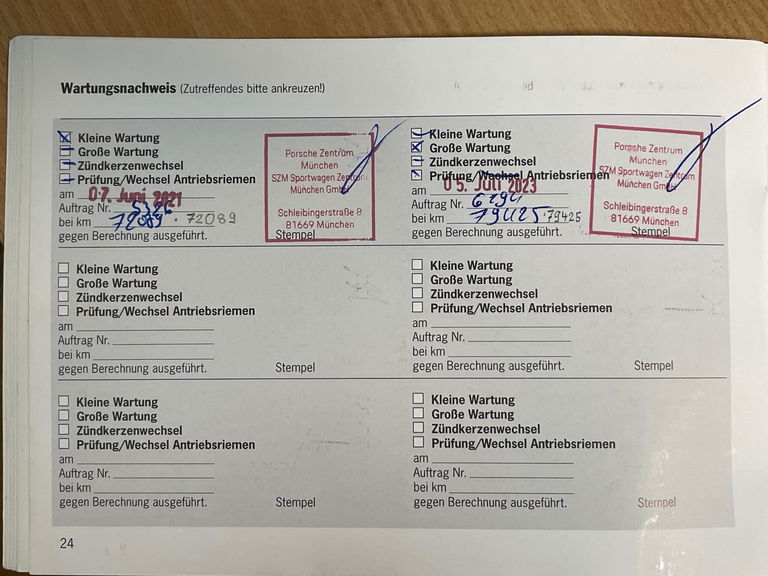 Wartungsnachweis (Zutreffendes bitte ankreuzen!)
Kleine Wartung
Große Wartung
Zündkerzenwechsel
Prüfung/Wechsel Antriebsriemen
am 07. Juni 2021
Auftrag Nr.
bei km 72089 · 72089
gegen Berechnung ausgeführt.
Stempel
Porsche Zentrum
München
SZM Sportwagen Zentrum
München GmbH
Schleibingerstraße 8
81669 München
Kleine Wartung
Große Wartung
Zündkerzenwechsel
Prüfung/Wechsel Antriebsriemen
am 05. Juli 2023
Auftrag Nr. 6294
bei km 79425 · 79425
gegen Berechnung ausgeführt.
Stempel
Porsche Zentrum
München
SZM Sportwagen Zentrum
München GmbH
Schleibingerstraße 8
81669 München
Kleine Wartung
Große Wartung
Zündkerzenwechsel
Prüfung/Wechsel Antriebsriemen
am
Auftrag Nr.
bei km
gegen Berechnung ausgeführt.
Stempel
Kleine Wartung
Große Wartung
Zündkerzenwechsel
Prüfung/Wechsel Antriebsriemen
am
Auftrag Nr.
bei km
gegen Berechnung ausgeführt.
Stempel
Kleine Wartung
Große Wartung
Zündkerzenwechsel
Prüfung/Wechsel Antriebsriemen
am
Auftrag Nr.
bei km
gegen Berechnung ausgeführt.
Stempel
Kleine Wartung
Große Wartung
Zündkerzenwechsel
Prüfung/Wechsel Antriebsriemen
am
Auftrag Nr.
bei km
gegen Berechnung ausgeführt.
Stempel
24